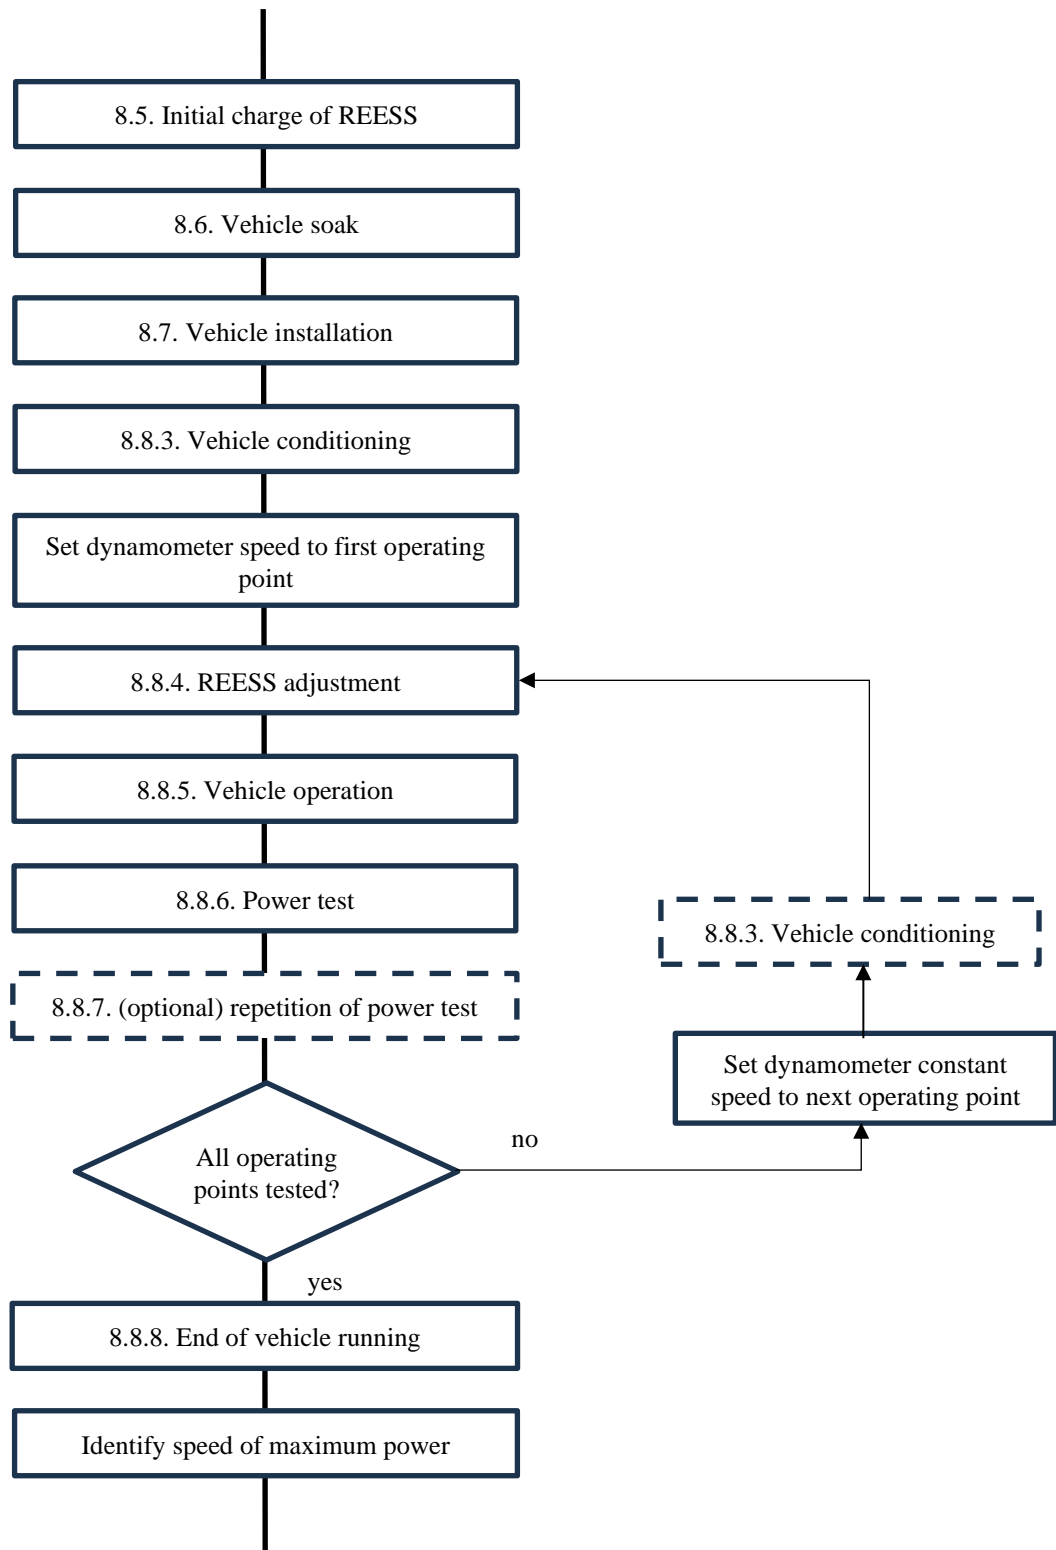 8.5. Initial charge of REESS
8.6. Vehicle soak
8.7. Vehicle installation
8.8.3. Vehicle conditioning
Set dynamometer speed to first operating
point
8.8.4. REESS adjustment
8.8.5. Vehicle operation
8.8.6. Power test
8.8.7. (optional) repetition of power test
All operating
points tested?
no
Set dynamometer constant
speed to next operating point
8.8.3. Vehicle conditioning
yes
8.8.8. End of vehicle running
Identify speed of maximum power